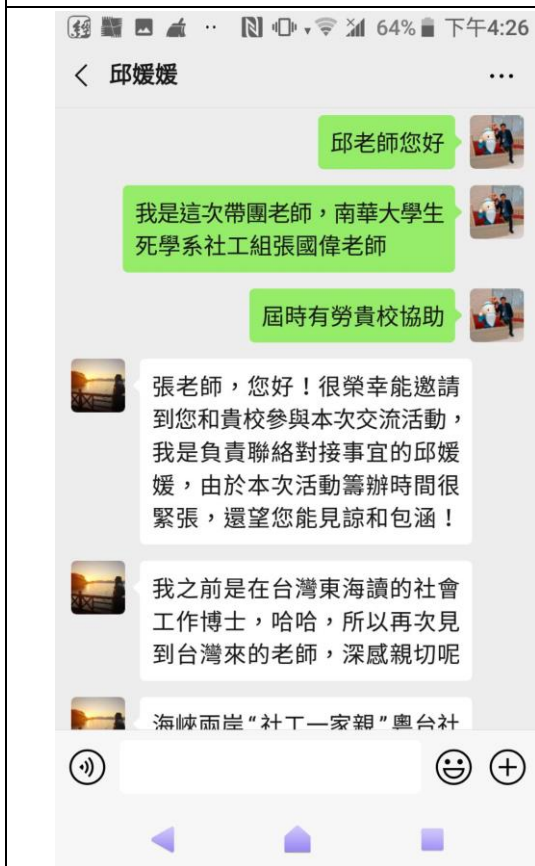 64% 下午4:26
邱媛媛
邱老師您好
我是這次帶團老師，南華大學生
死學系社工組張國偉老師
屆時有勞貴校協助
張老師，您好！很榮幸能邀請
到您和貴校參與本次交流活動，
我是負責聯絡對接事宜的邱媛
媛，由於本次活動籌辦時間很
緊張，還望您能見諒和包涵！
我之前是在台灣東海讀的社會
工作博士，哈哈，所以再次見
到台灣來的老師，深感親切呢
海峽兩岸“社工一家親”粵台社